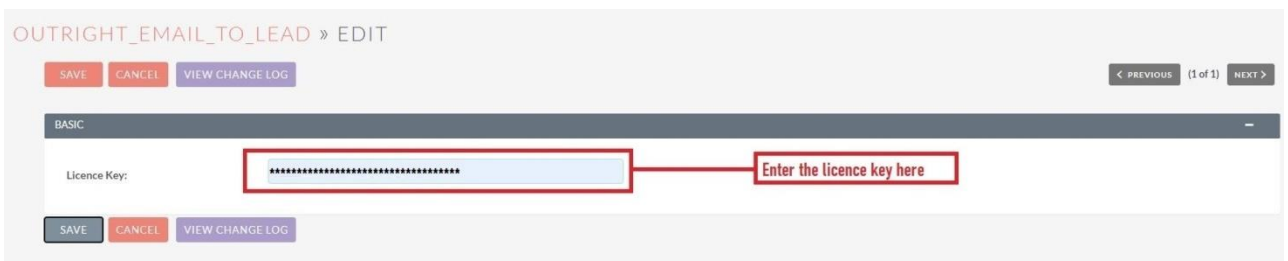 OUTRIGHT_EMAIL_TO_LEAD » EDIT
SAVE CANCEL VIEW CHANGE LOG < PREVIOUS (1 of 1) NEXT >
BASIC −
Licence Key: *********************************** Enter the licence key here
SAVE CANCEL VIEW CHANGE LOG